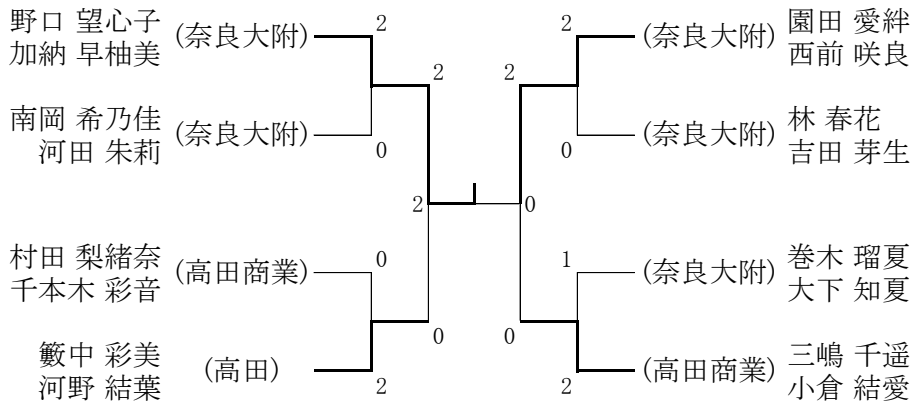 野口 望心子
加納 早柚美
(奈良大附)
2
2
(奈良大附)
園田 愛絆
西前 咲良
2
2
南岡 希乃佳
河田 朱莉
(奈良大附)
0
0
(奈良大附)
林 春花
吉田 芽生
2
0
村田 梨緒奈
千本木 彩音
(高田商業)
0
1
(奈良大附)
巻木 瑠夏
大下 知夏
0
0
籔中 彩美
河野 結葉
(高田)
2
2
(高田商業)
三嶋 千遥
小倉 結愛